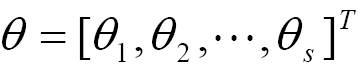 θ = [θ₁, θ₂, ⋯, θₛ]ᵀ